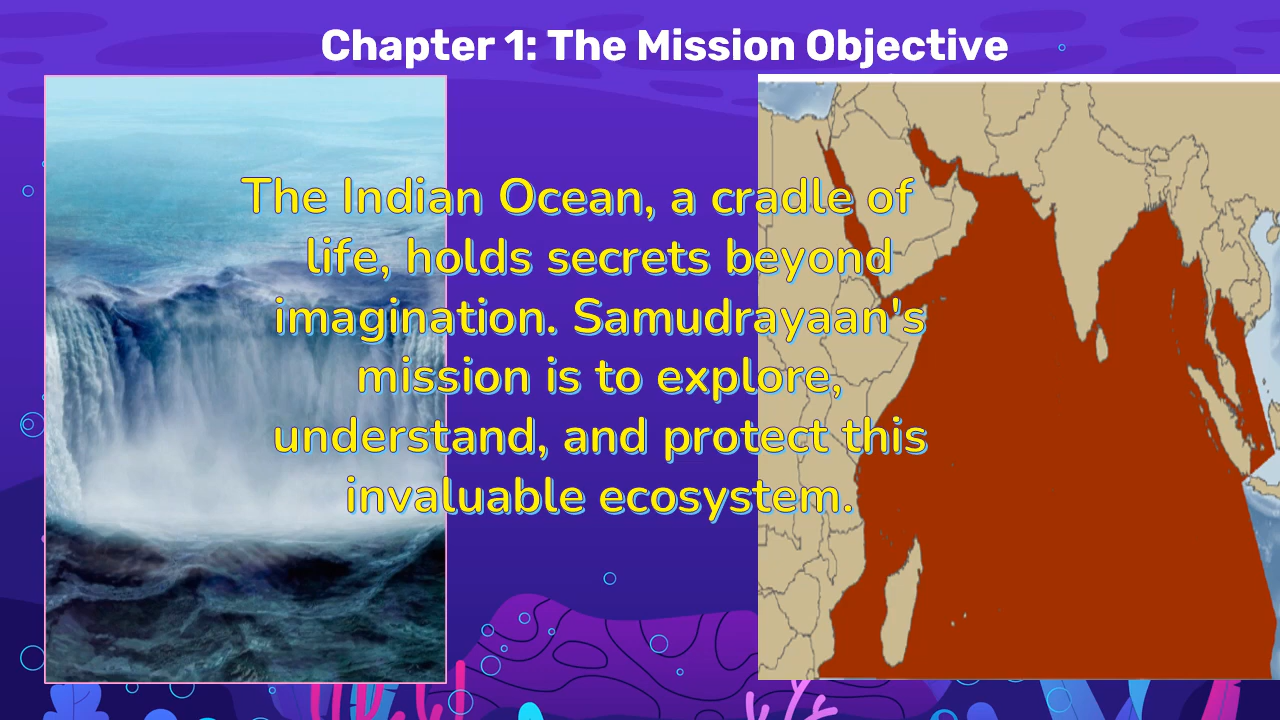 Chapter 1: The Mission Objective
The Indian Ocean, a cradle of
life, holds secrets beyond
imagination. Samudrayaan's
mission is to explore,
understand, and protect this
invaluable ecosystem.